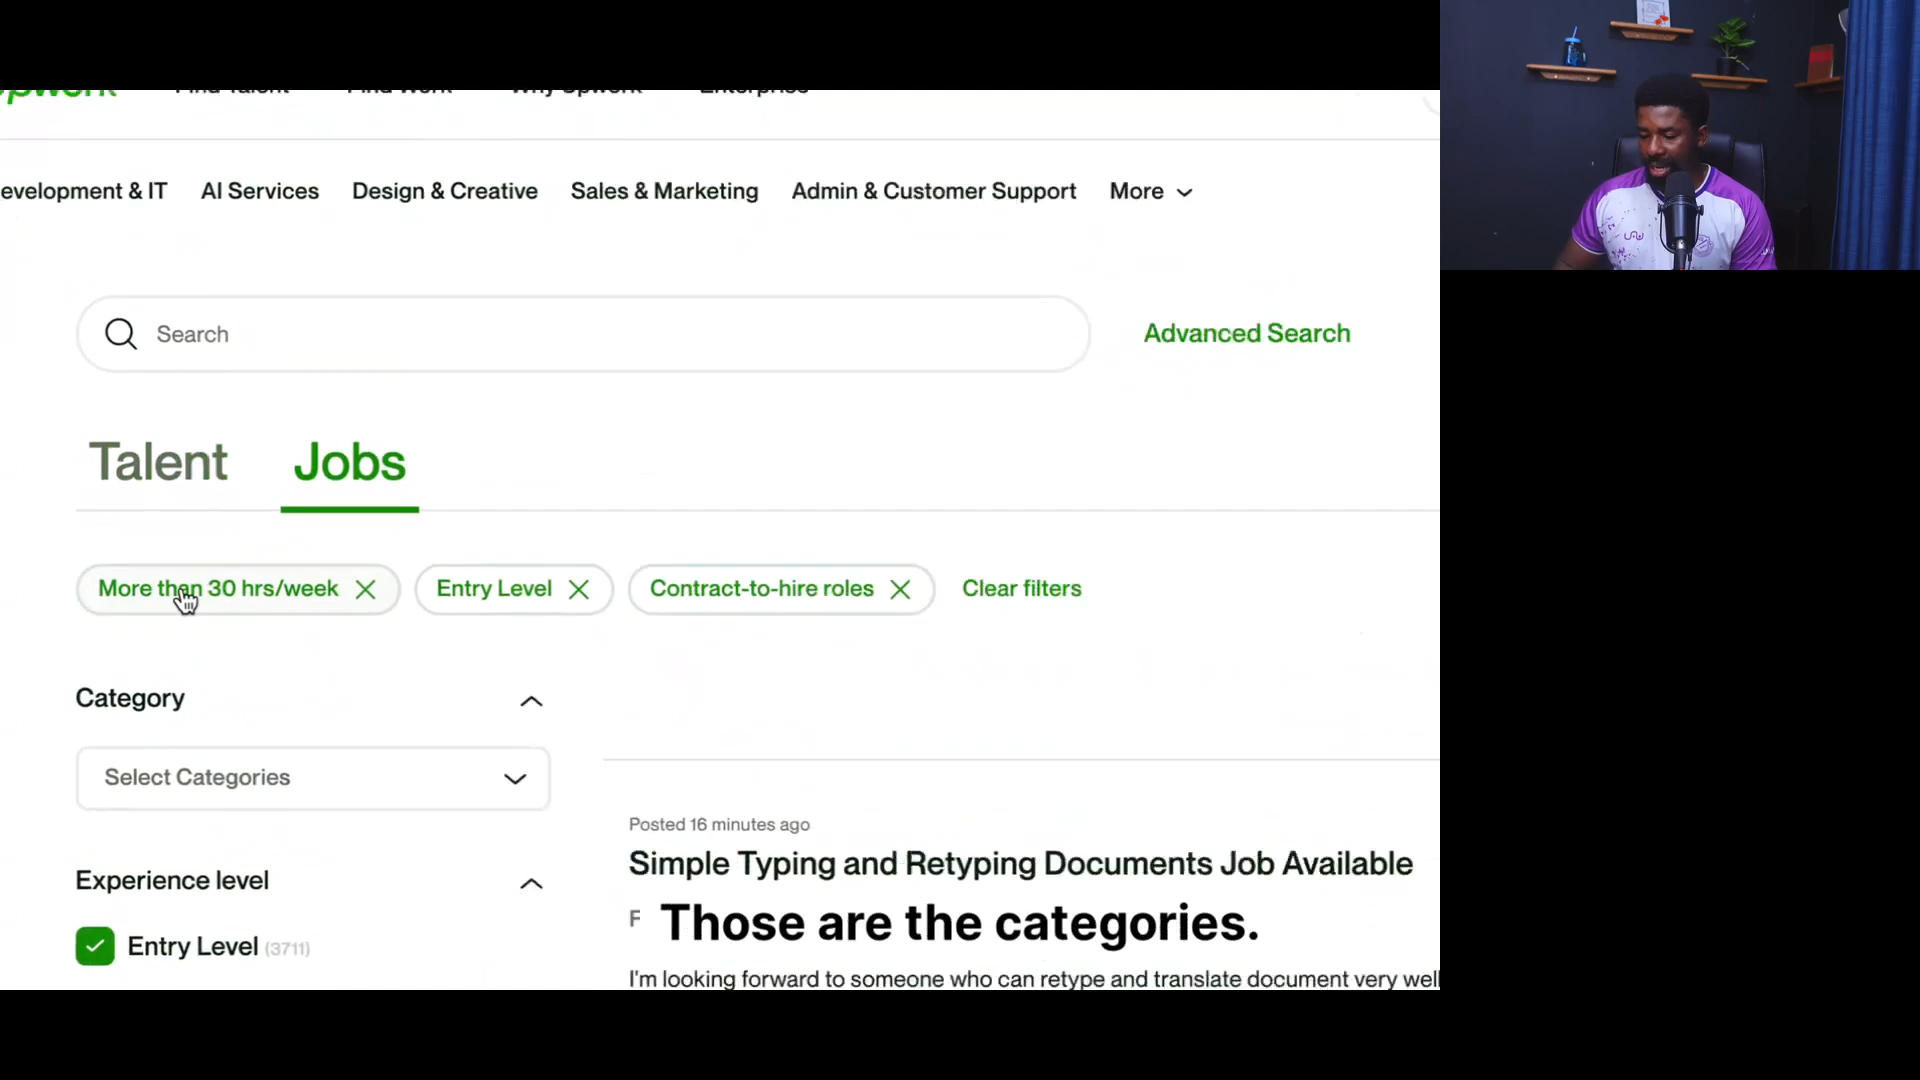 evelopment & IT AI Services Design & Creative Sales & Marketing Admin & Customer Support More
Search
Advanced Search
Talent Jobs
More than 30 hrs/week Entry Level Contract-to-hire roles Clear filters
Category
Select Categories
Experience level
Entry Level (3711)
Posted 16 minutes ago
Simple Typing and Retyping Documents Job Available
F
Those are the categories.
I'm looking forward to someone who can retype and translate document very well